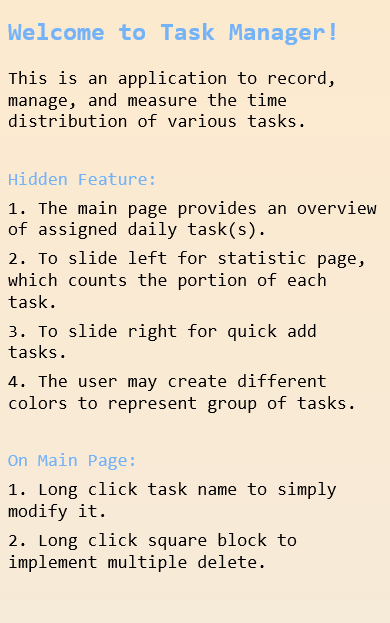 Welcome to Task Manager!
This is an application to record,
manage, and measure the time
distribution of various tasks.
Hidden Feature:
1. The main page provides an overview
of assigned daily task(s).
2. To slide left for statistic page,
which counts the portion of each
task.
3. To slide right for quick add
tasks.
4. The user may create different
colors to represent group of tasks.
On Main Page:
1. Long click task name to simply
modify it.
2. Long click square block to
implement multiple delete.